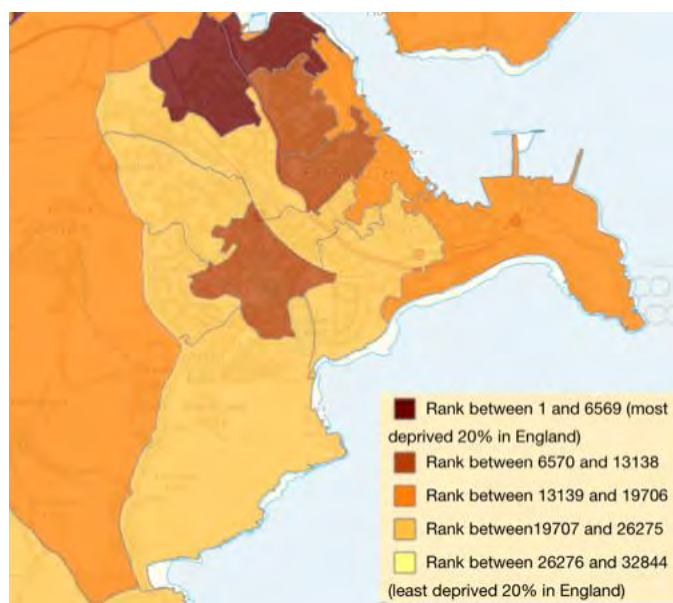 Rank between 1 and 6569 (most
deprived 20% in England)
Rank between 6570 and 13138
Rank between 13139 and 19706
Rank between19707 and 26275
Rank between 26276 and 32844
(least deprived 20% in England)